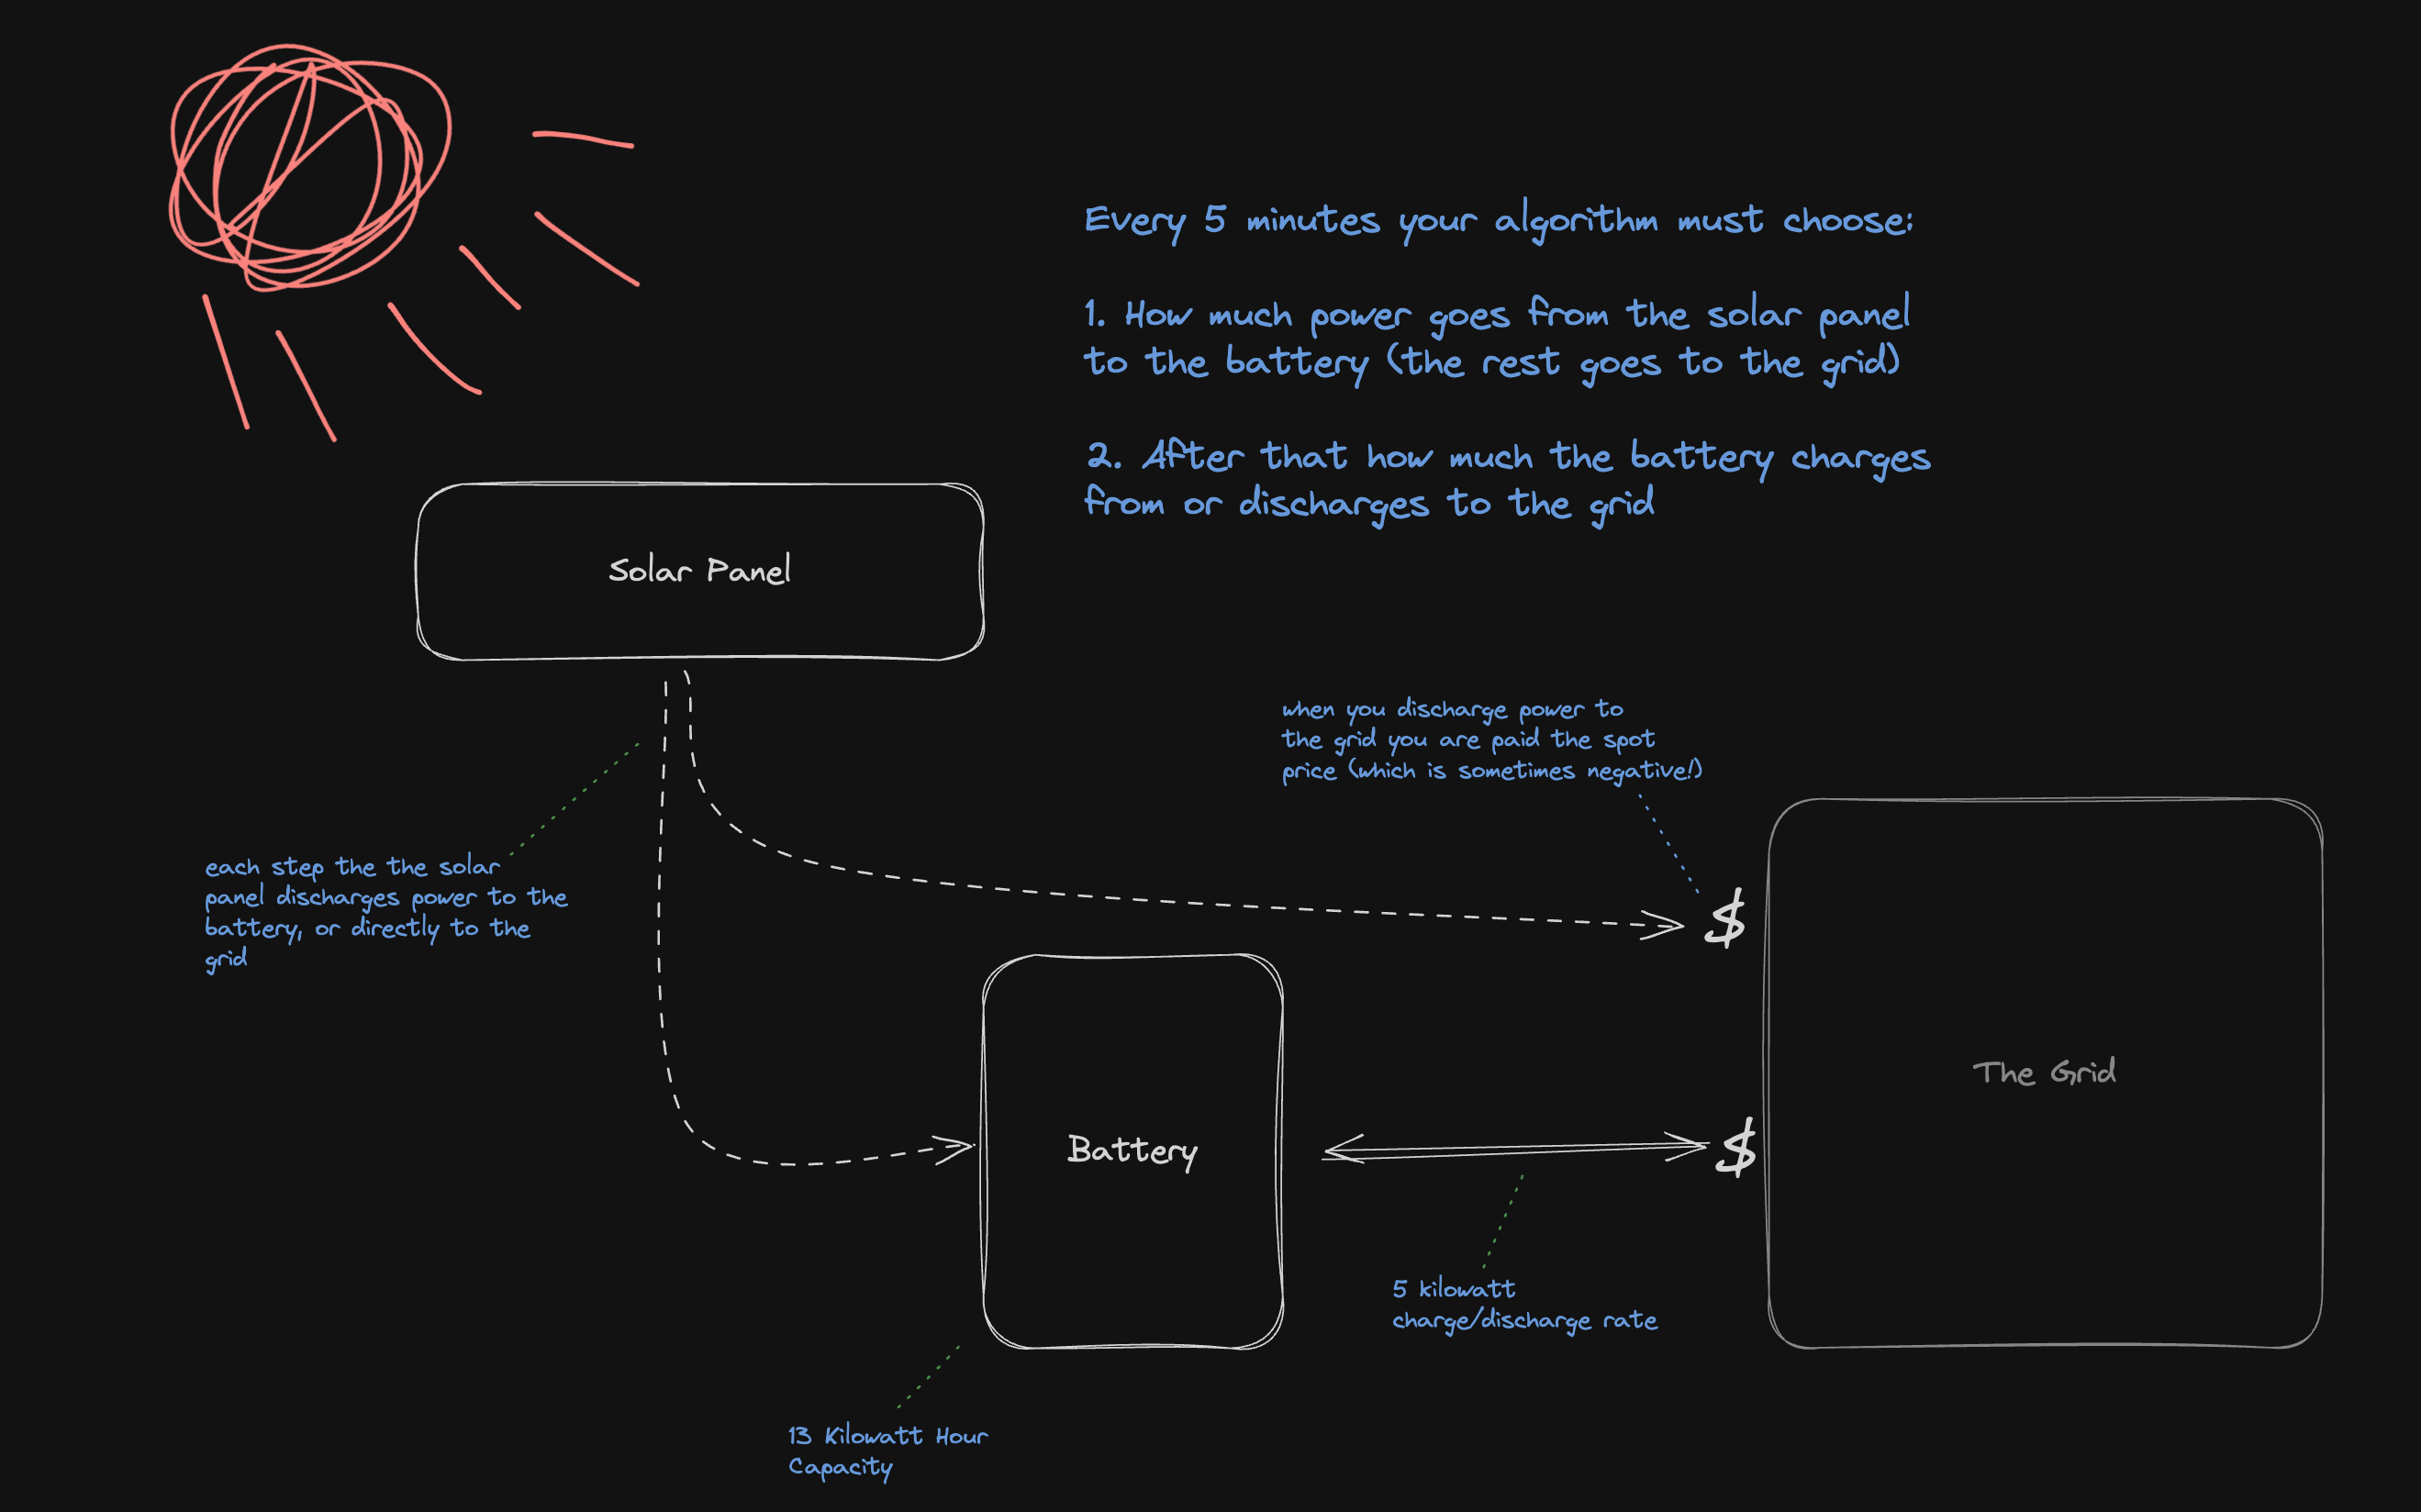 Every 5 minutes your algorithm must choose:
1. How much power goes from the solar panel
to the battery (the rest goes to the grid)
2. After that how much the battery charges
from or discharges to the grid
Solar Panel
when you discharge power to
the grid you are paid the spot
price (which is sometimes negative!)
each step the the solar
panel discharges power to the
battery, or directly to the
grid
$
The Grid
Battery
$
5 kilowatt
charge/discharge rate
13 Kilowatt Hour
Capacity